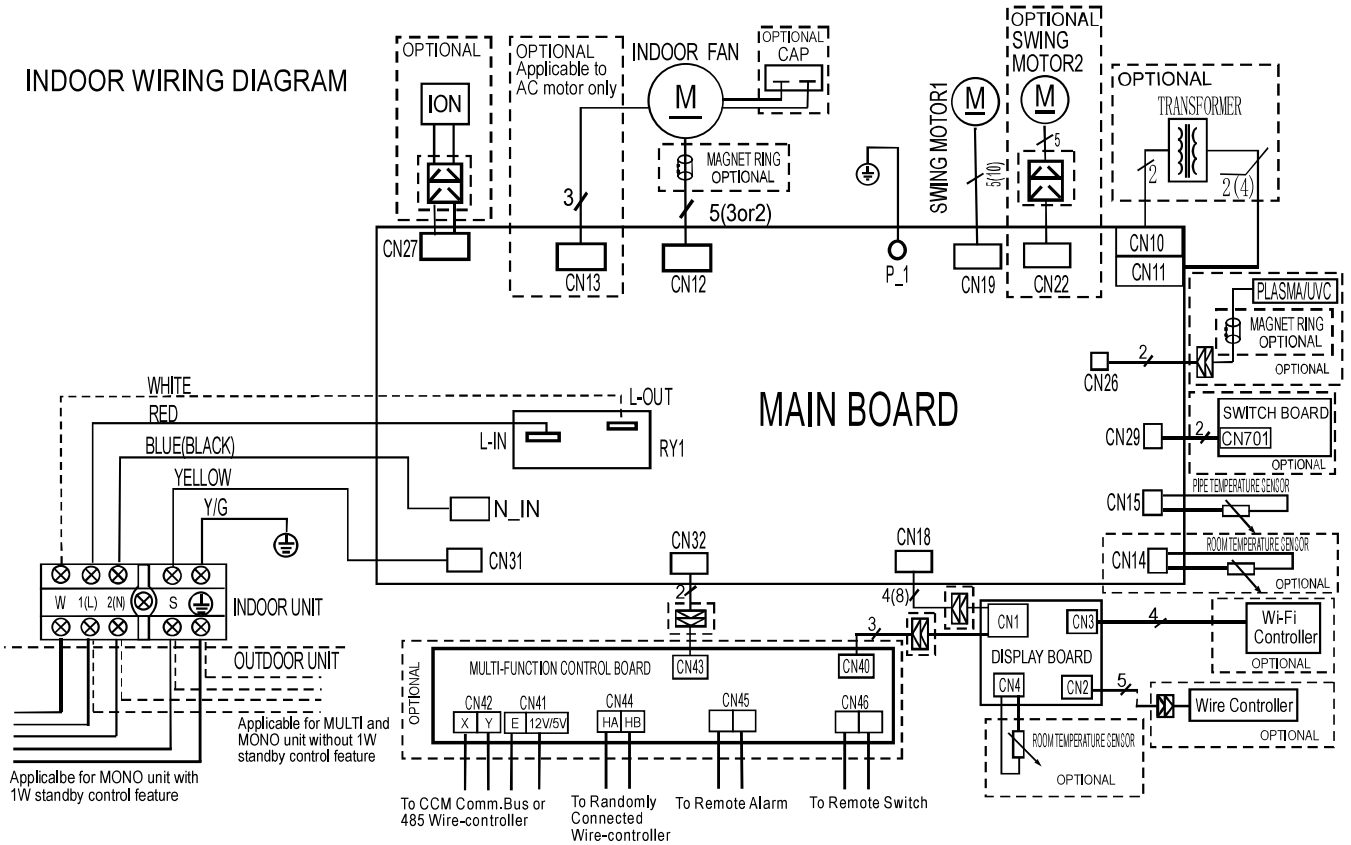 INDOOR WIRING DIAGRAM
OPTIONAL
ION
CN27
OPTIONAL
Applicable to
AC motor only
3
CN13
INDOOR FAN
M
OPTIONAL
CAP
MAGNET RING
OPTIONAL
5(3or2)
CN12
P_1
SWING MOTOR1
M
5(10)
CN19
OPTIONAL
SWING
MOTOR2
M
5
CN22
OPTIONAL
TRANSFORMER
2
2(4)
CN10
CN11
PLASMA/UVC
MAGNET RING
OPTIONAL
OPTIONAL
2
CN26
MAIN BOARD
SWITCH BOARD
CN701
OPTIONAL
2
CN29
PIPE TEMPERATURE SENSOR
CN15
ROOM TEMPERATURE SENSOR
CN14
OPTIONAL
WHITE
RED
BLUE(BLACK)
YELLOW
Y/G
L-OUT
L-IN
RY1
N_IN
CN31
CN32
2
CN18
4(8)
W 1(L) 2(N) S
INDOOR UNIT
OUTDOOR UNIT
Applicable for MULTI and
MONO unit without 1W
standby control feature
Applicalbe for MONO unit with
1W standby control feature
OPTIONAL
MULTI-FUNCTION CONTROL BOARD
CN43
CN40
3
CN42
X Y
CN41
E 12V/5V
CN44
HA HB
CN45
CN46
To CCM Comm.Bus or
485 Wire-controller
To Randomly
Connected
Wire-controller
To Remote Alarm
To Remote Switch
CN1
CN3
DISPLAY BOARD
CN4
CN2
4
Wi-Fi
Controller
OPTIONAL
5
Wire Controller
OPTIONAL
ROOM TEMPERATURE SENSOR
OPTIONAL